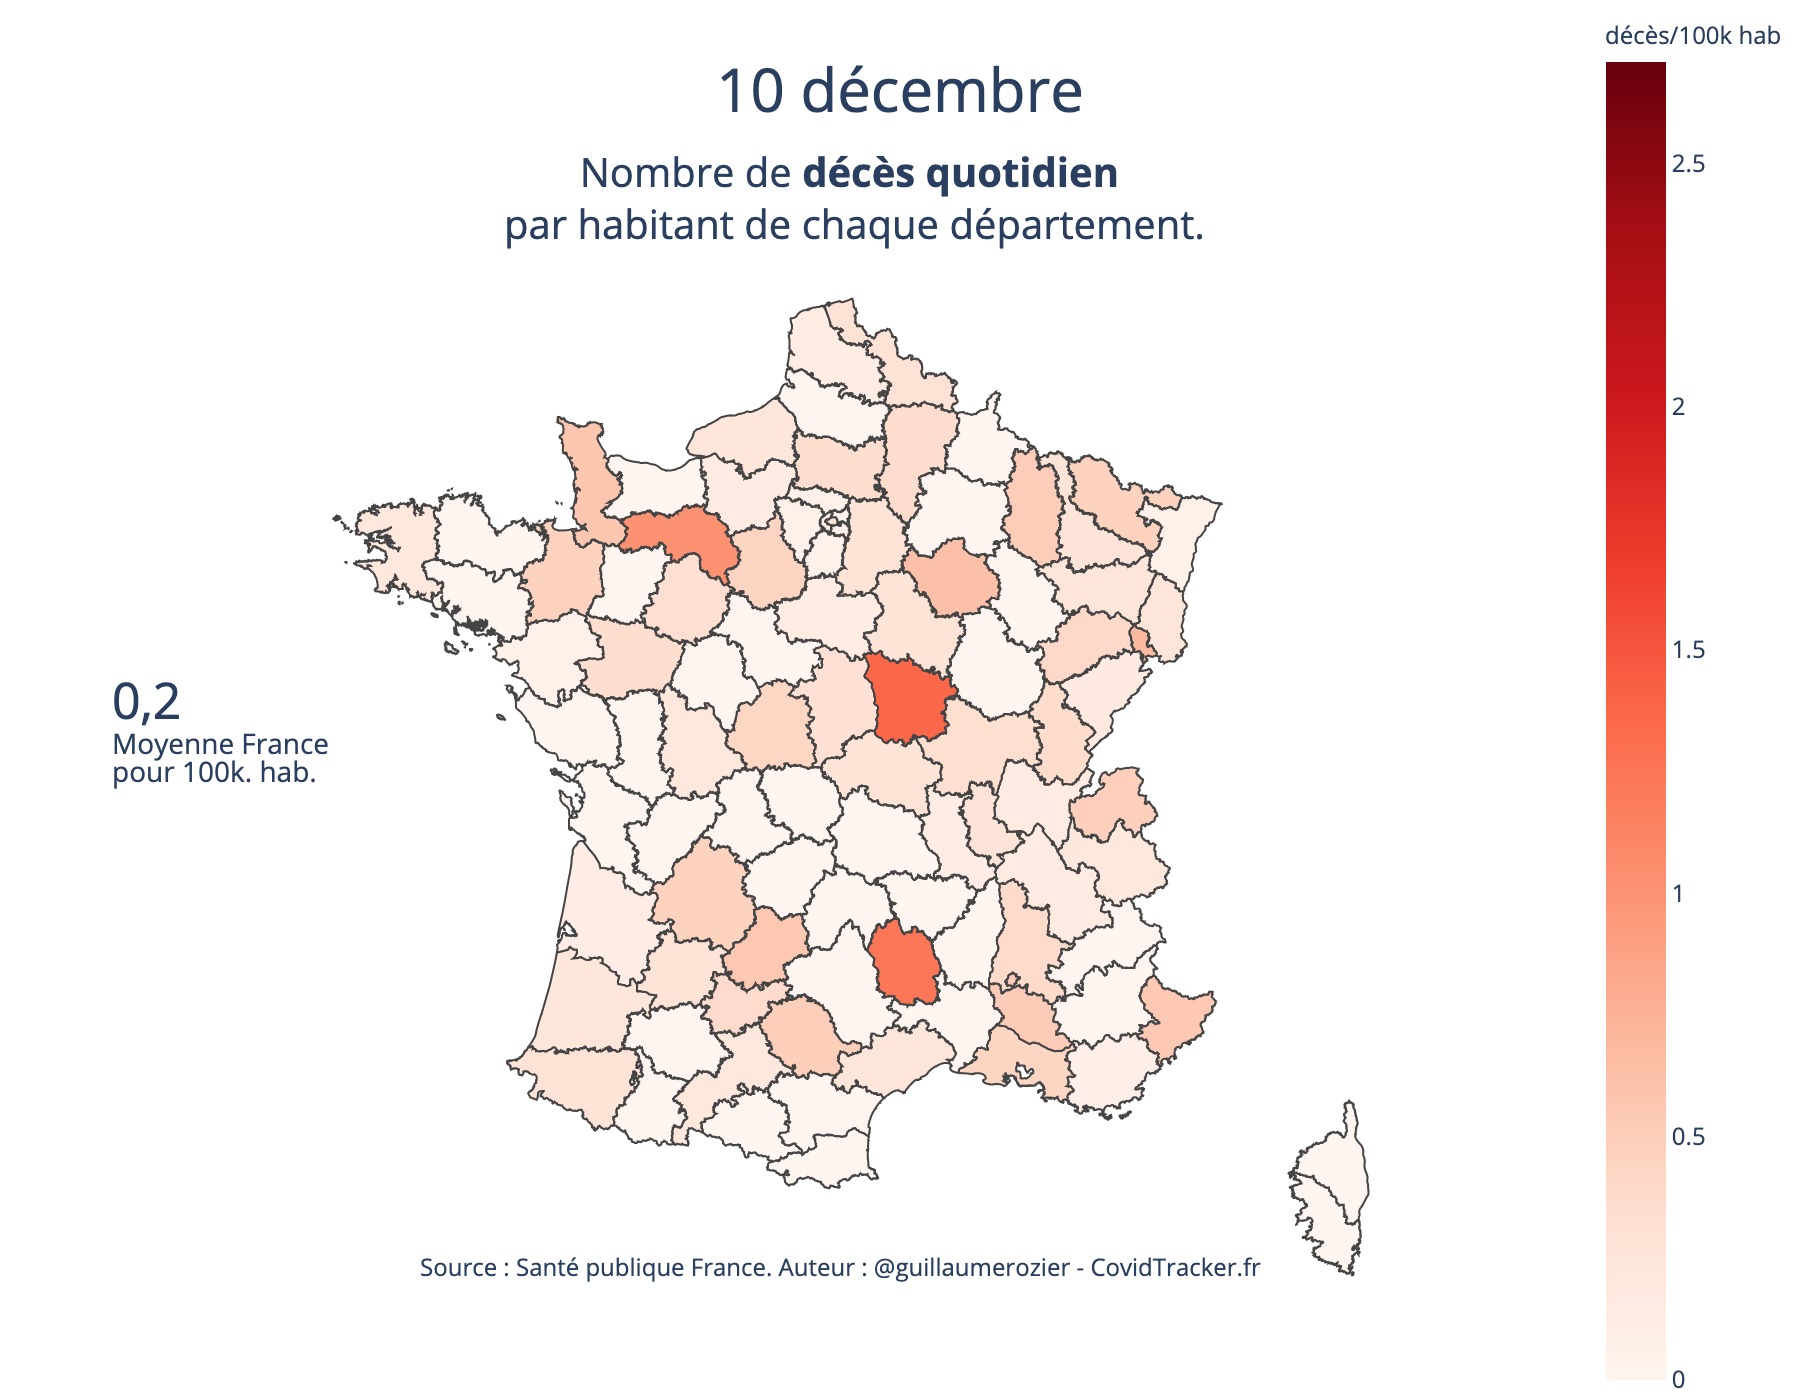 décès/100k hab
10 décembre
Nombre de décès quotidien
par habitant de chaque département.
2.5
2
1.5
1
0.5
0
0,2
Moyenne France
pour 100k. hab.
Source : Santé publique France. Auteur : @guillaumerozier - CovidTracker.fr